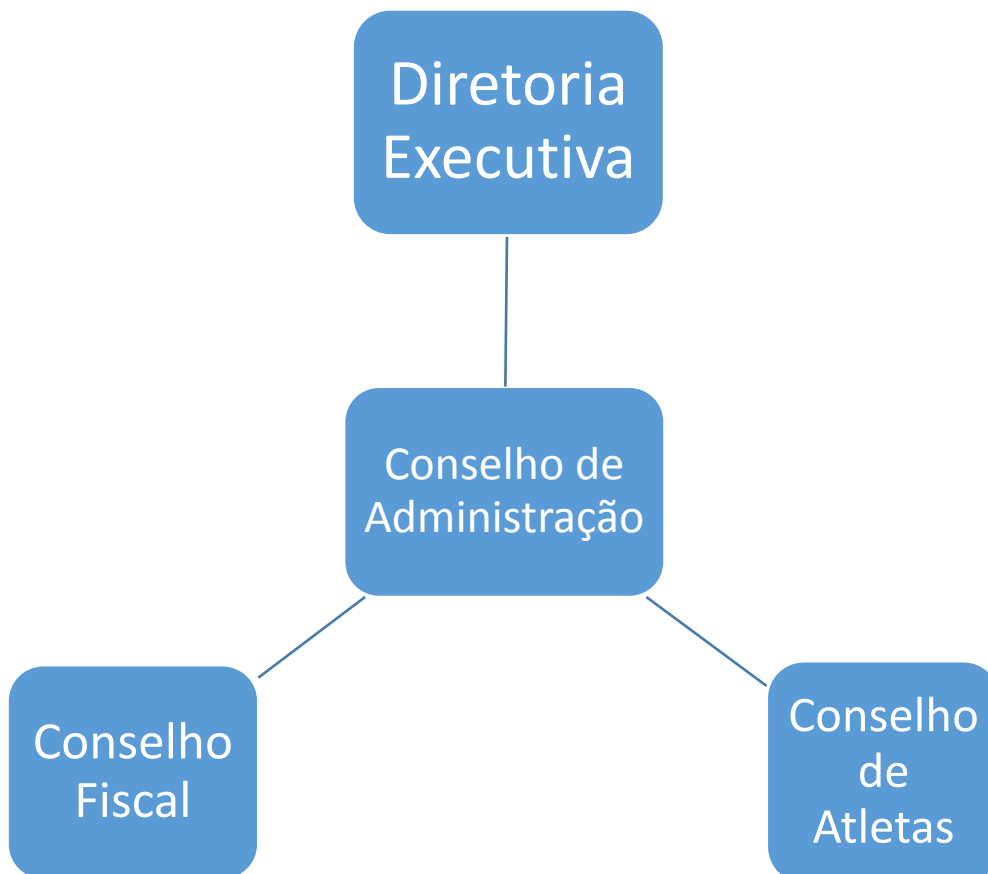 Diretoria
Executiva
Conselho de
Administração
Conselho
Fiscal
Conselho
de
Atletas